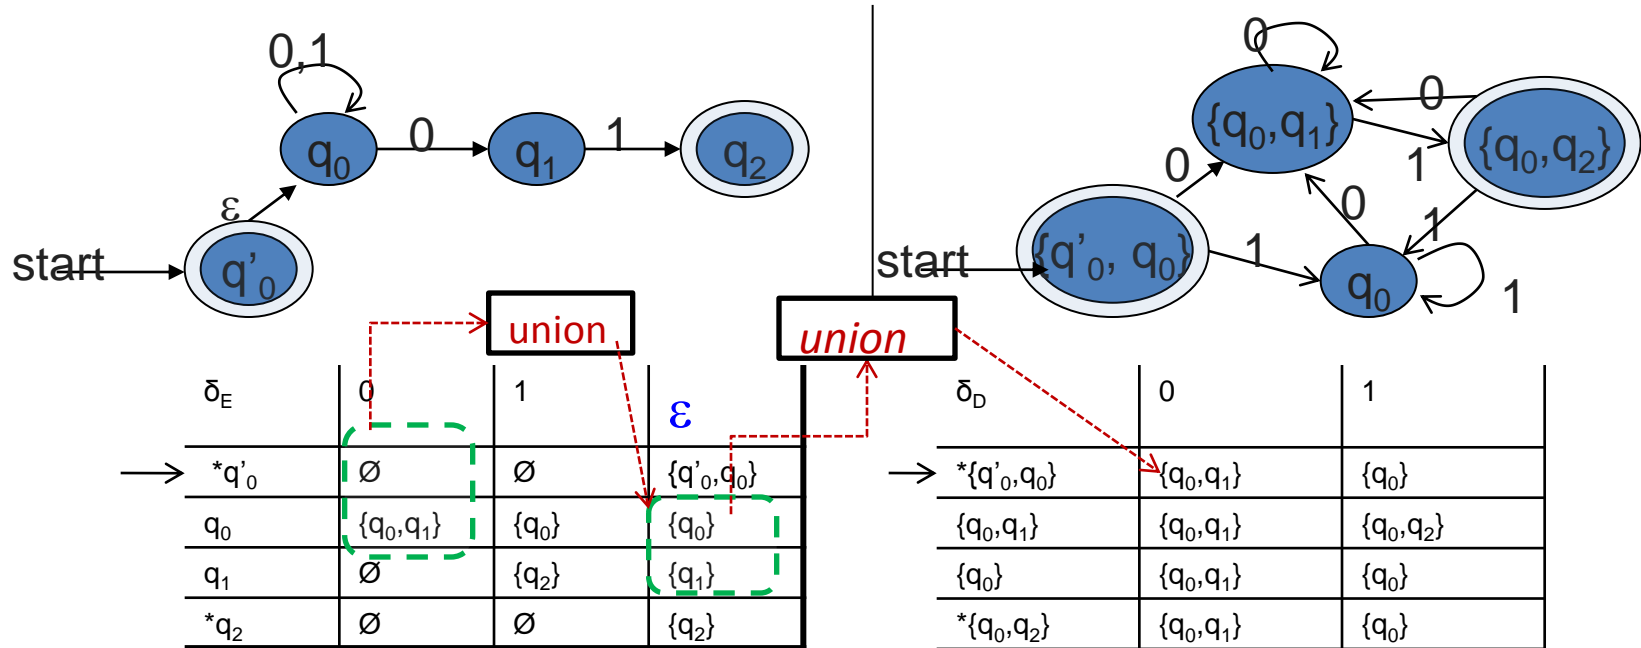 0,1
q0
0
q1
1
q2
ε
start
q'0
union
0
{q0,q1}
0
{q0,q2}
1
0
0
1
start
{q'0, q0}
1
q0
1
union
δE 0 1 ε
*q'0 Ø Ø {q'0,q0}
q0 {q0,q1} {q0} {q0}
q1 Ø {q2} {q1}
*q2 Ø Ø {q2}
δD 0 1
*{q'0,q0} {q0,q1} {q0}
{q0,q1} {q0,q1} {q0,q2}
{q0} {q0,q1} {q0}
*{q0,q2} {q0,q1} {q0}